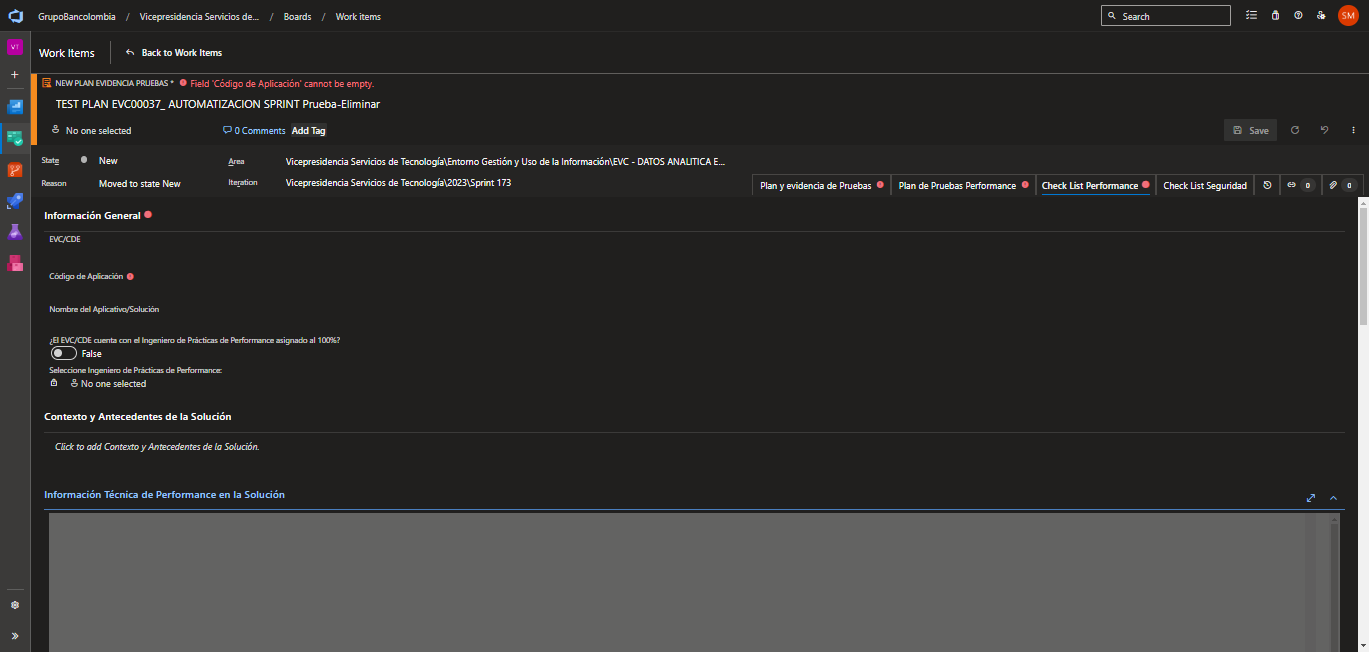 GrupoBancolombia / Vicepresidencia Servicios de... / Boards / Work items
Search
SM
VT
Work Items
Back to Work Items
NEW PLAN EVIDENCIA PRUEBAS * Field 'Código de Aplicación' cannot be empty.
TEST PLAN EVC00037_ AUTOMATIZACION SPRINT Prueba-Eliminar
No one selected
0 Comments
Add Tag
Save
State
New
Area
Vicepresidencia Servicios de Tecnología\Entorno Gestión y Uso de la Información\EVC - DATOS ANALITICA E...
Reason
Moved to state New
Iteration
Vicepresidencia Servicios de Tecnología\2023\Sprint 173
Plan y evidencia de Pruebas
Plan de Pruebas Performance
Check List Performance
Check List Seguridad
0
0
Información General
EVC/CDE
Código de Aplicación
Nombre del Aplicativo/Solución
¿El EVC/CDE cuenta con el Ingeniero de Prácticas de Performance asignado al 100%?
False
Seleccione Ingeniero de Prácticas de Performance:
No one selected
Contexto y Antecedentes de la Solución
Click to add Contexto y Antecedentes de la Solución.
Información Técnica de Performance en la Solución